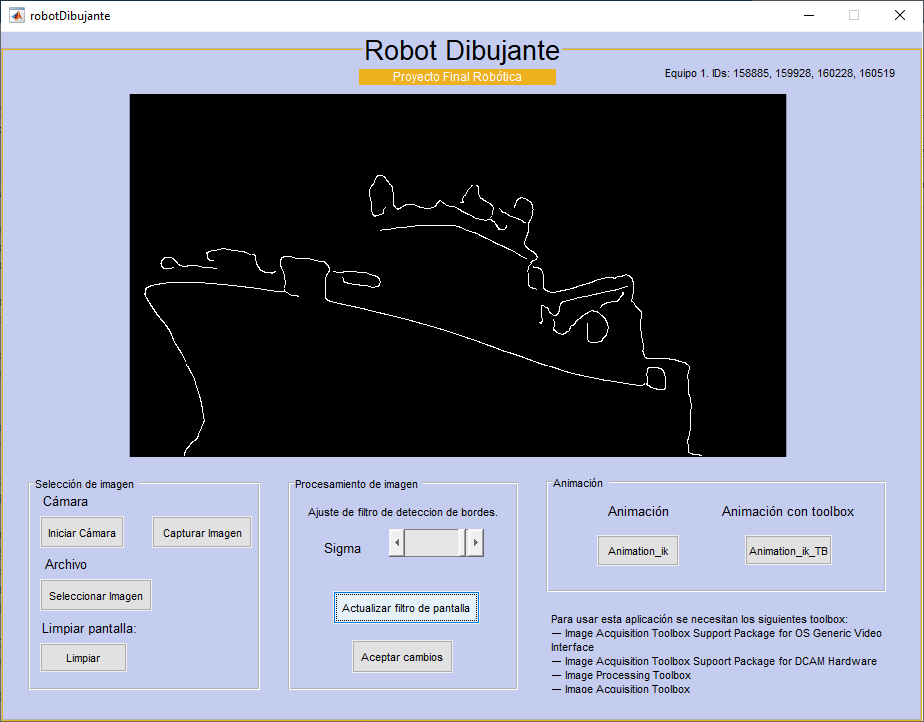 robotDibujante
Robot Dibujante
Proyecto Final Robótica
Equipo 1. IDs: 158885, 159928, 160228, 160519
Selección de imagen
Cámara
Iniciar Cámara
Capturar Imagen
Archivo
Seleccionar Imagen
Limpiar pantalla:
Limpiar
Procesamiento de imagen
Ajuste de filtro de deteccion de bordes.
Sigma
Actualizar filtro de pantalla
Aceptar cambios
Animación
Animación
Animación con toolbox
Animation_ik
Animation_ik_TB
Para usar esta aplicación se necesitan los siguientes toolbox:
— Image Acquisition Toolbox Support Package for OS Generic Video
Interface
— Image Acquisition Toolbox Supoort Package for DCAM Hardware
— Image Processing Toolbox
— Image Acquisition Toolbox